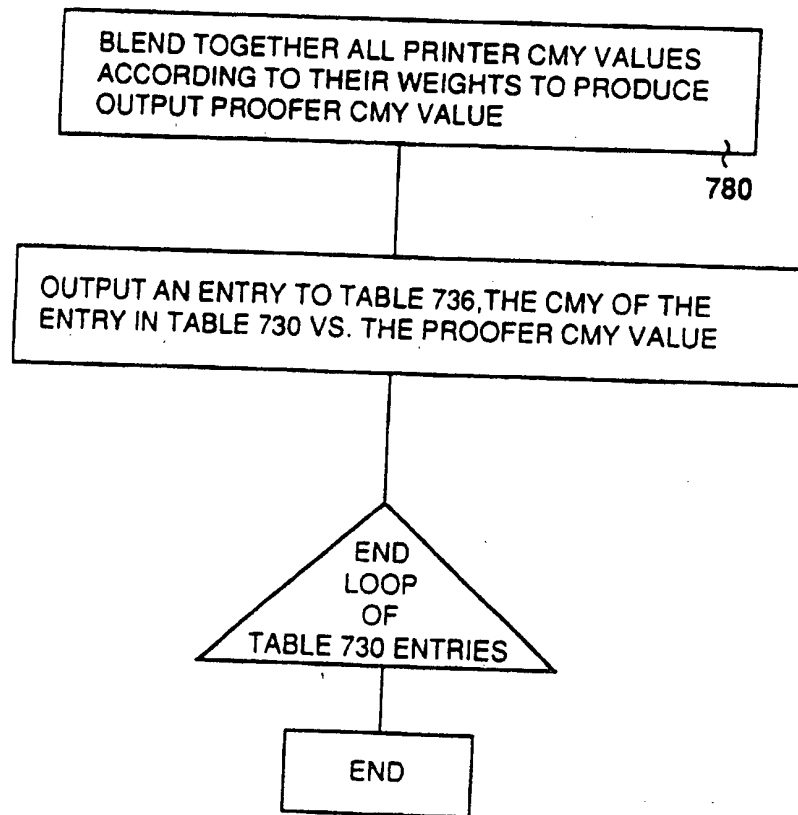 BLEND TOGETHER ALL PRINTER CMY VALUES
ACCORDING TO THEIR WEIGHTS TO PRODUCE
OUTPUT PROOFER CMY VALUE
780
OUTPUT AN ENTRY TO TABLE 736,THE CMY OF THE
ENTRY IN TABLE 730 VS. THE PROOFER CMY VALUE
END
LOOP
OF
TABLE 730 ENTRIES
END